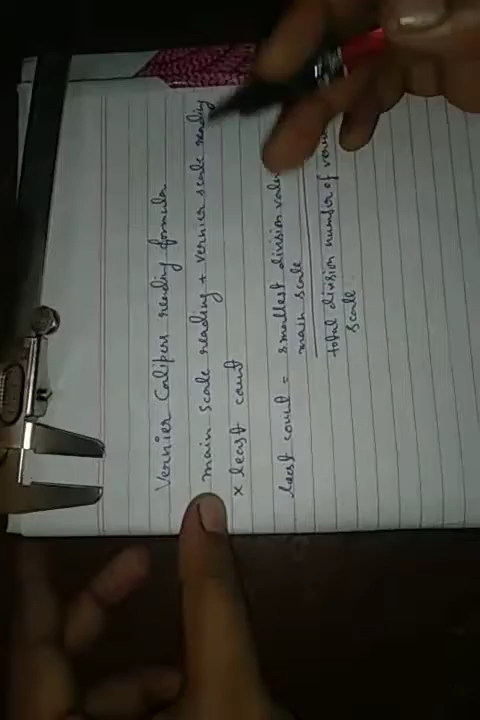 Vernier Calipers reading formula
main scale reading + vernier scale reading
x least count
least count = smallest division
main scale
total division number of
scale